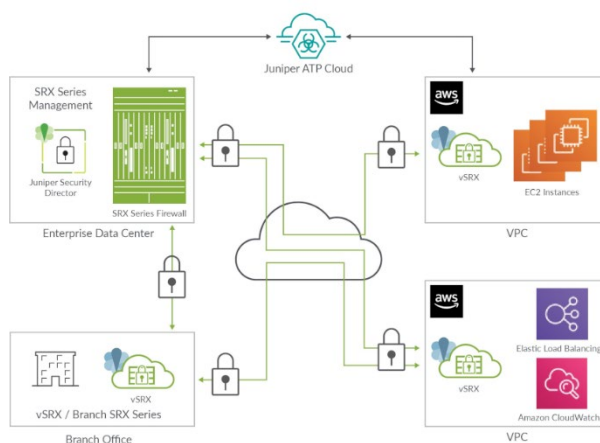 Juniper ATP Cloud
SRX Series
Management
Juniper Security
Director
SRX Series Firewall
Enterprise Data Center
aws
vSRX
EC2 Instances
VPC
vSRX
vSRX / Branch SRX Series
Branch Office
aws
vSRX
Elastic Load Balancing
Amazon CloudWatch
VPC